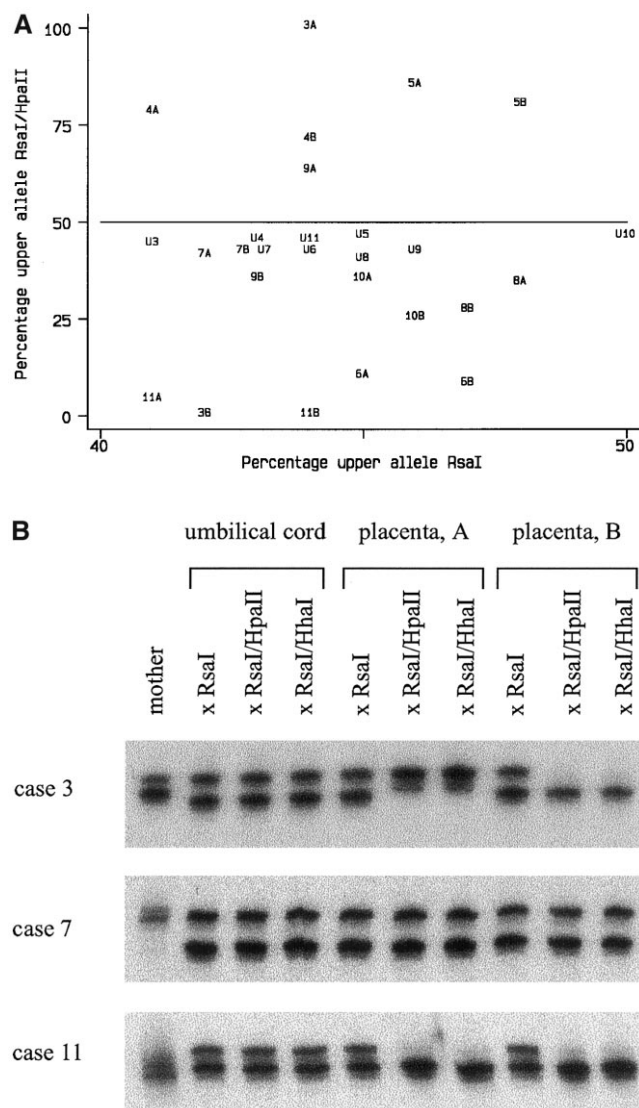 A
Percentage upper allele RsaI/HpaII
100
75
50
25
0
3A
5A
5B
4A
4B
9A
U3
7A
U4
7B
U7
9B
U11
U6
U5
U8
10A
U9
10B
U10
8A
8B
6A
6B
11A
3B
11B
40
50
Percentage upper allele RsaI
B
umbilical cord
placenta, A
placenta, B
mother
x RsaI
x RsaI/HpaII
x RsaI/HhaI
x RsaI
x RsaI/HpaII
x RsaI/HhaI
x RsaI
x RsaI/HpaII
x RsaI/HhaI
case 3
case 7
case 11